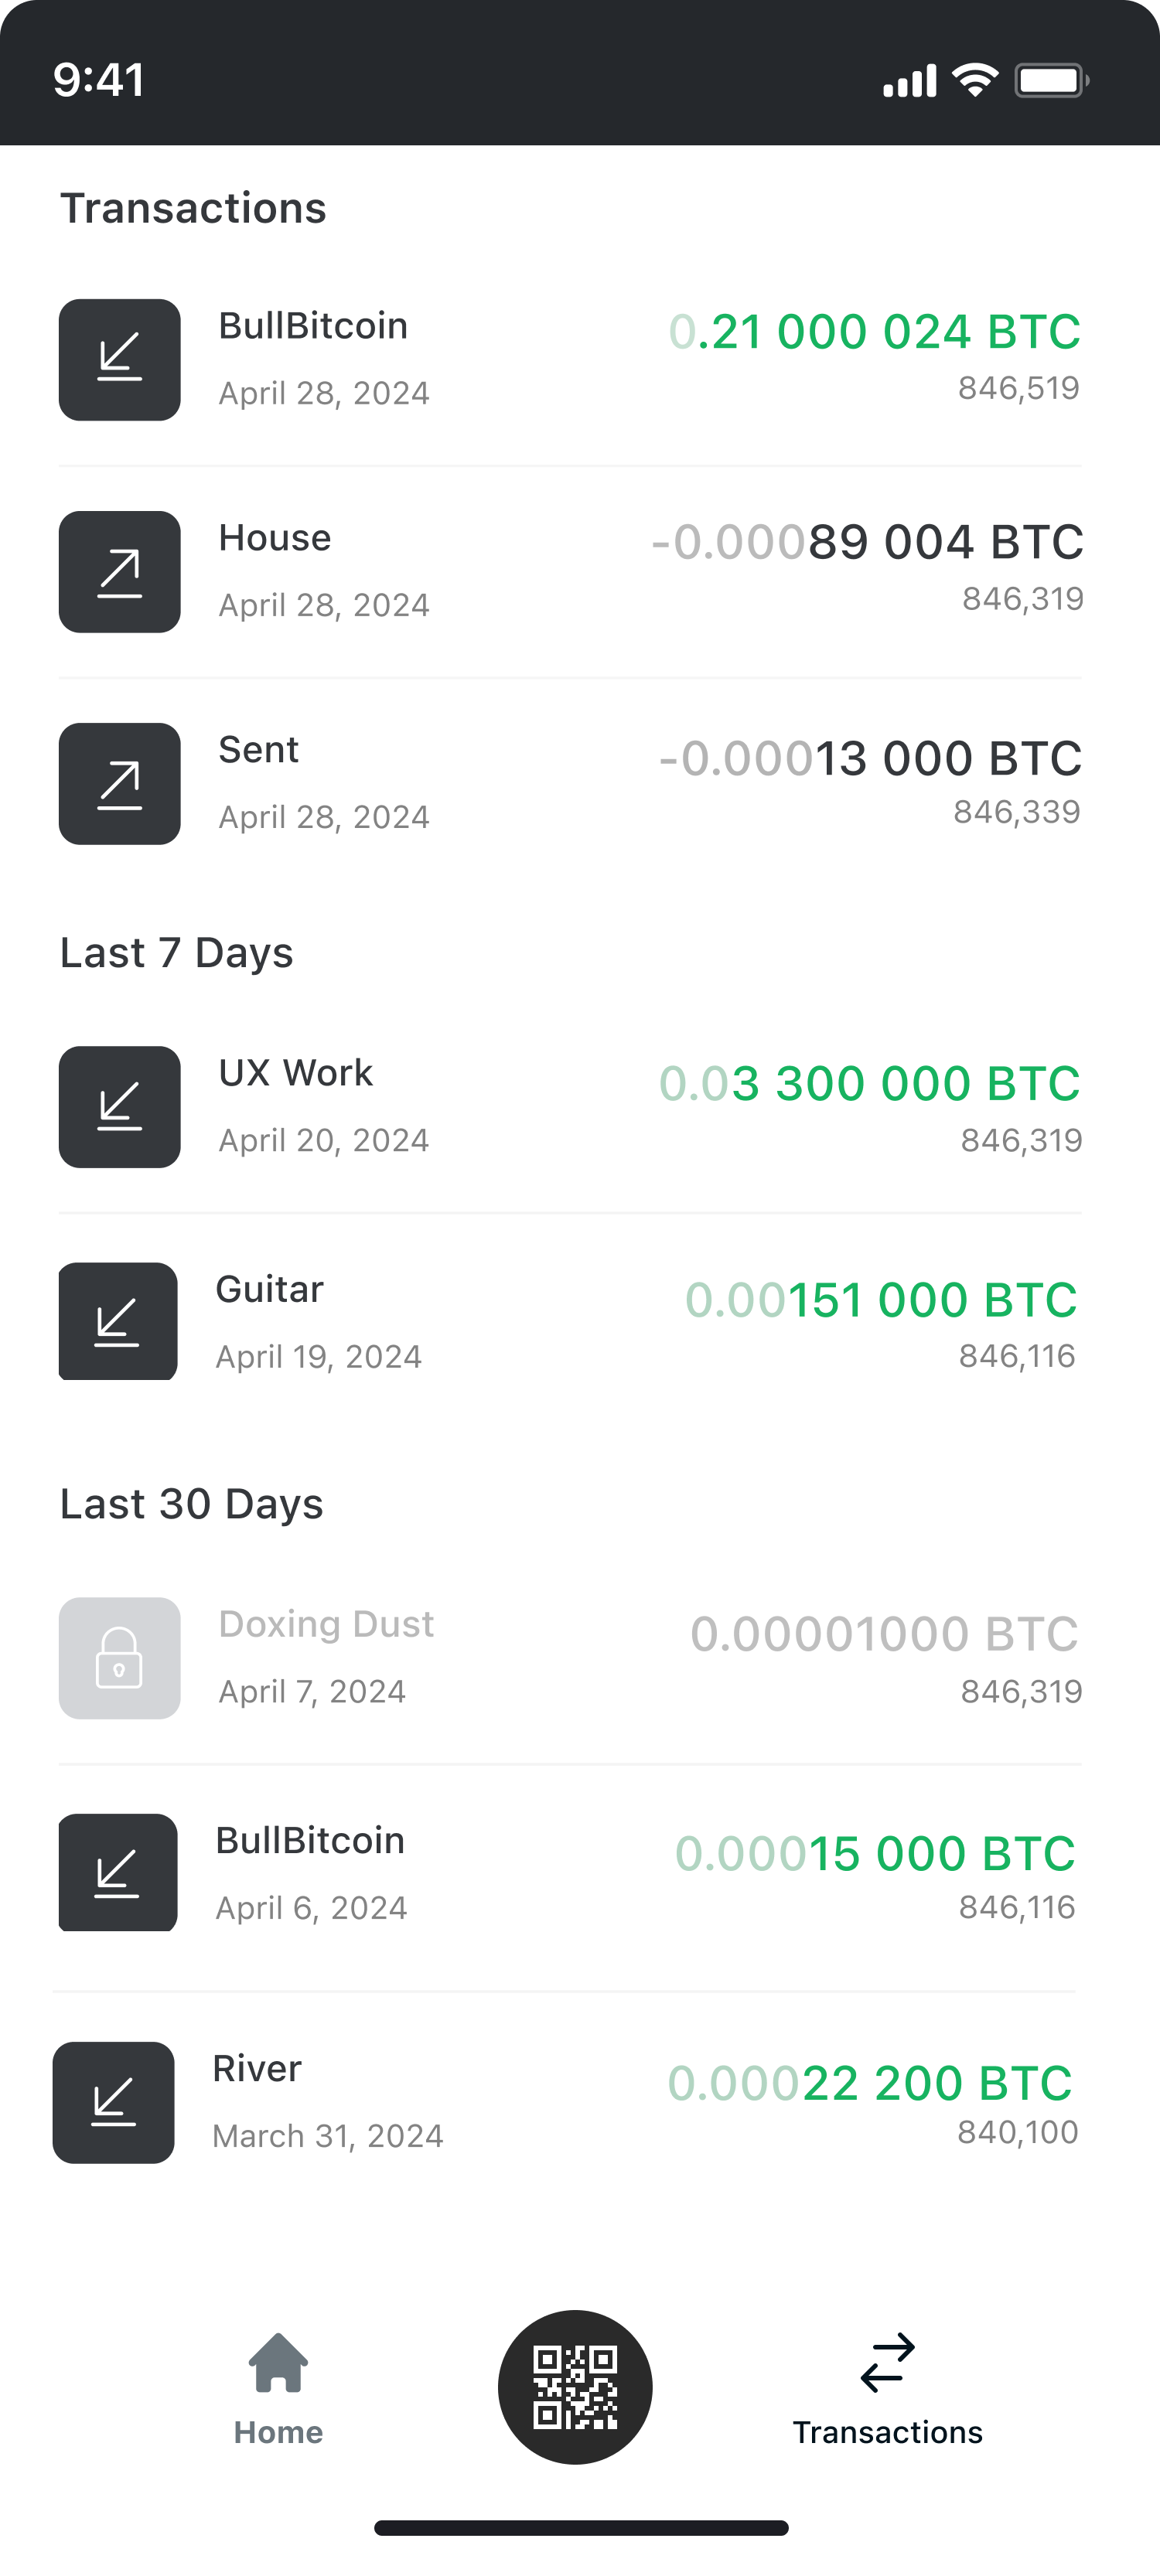 9:41
Transactions
BullBitcoin
0.21 000 024 BTC
April 28, 2024
846,519
House
-0.00089 004 BTC
April 28, 2024
846,319
Sent
-0.00013 000 BTC
April 28, 2024
846,339
Last 7 Days
UX Work
0.03 300 000 BTC
April 20, 2024
846,319
Guitar
0.00151 000 BTC
April 19, 2024
846,116
Last 30 Days
Doxing Dust
0.00001000 BTC
April 7, 2024
846,319
BullBitcoin
0.00015 000 BTC
April 6, 2024
846,116
River
0.00022 200 BTC
March 31, 2024
840,100
Home
Transactions